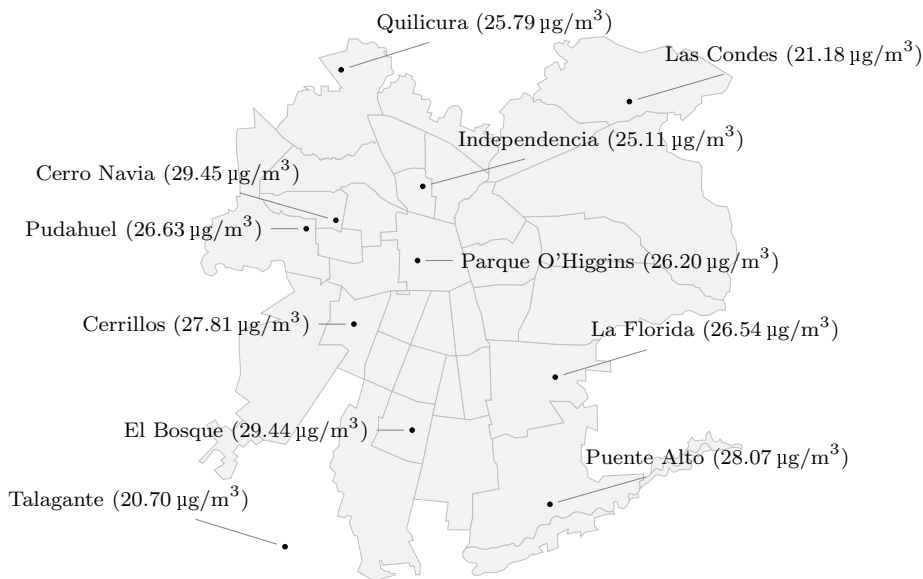 Quilicura (25.79 µg/m³)
Las Condes (21.18 µg/m³)
Independencia (25.11 µg/m³)
Cerro Navia (29.45 µg/m³)
Pudahuel (26.63 µg/m³)
Parque O'Higgins (26.20 µg/m³)
Cerrillos (27.81 µg/m³)
La Florida (26.54 µg/m³)
El Bosque (29.44 µg/m³)
Puente Alto (28.07 µg/m³)
Talagante (20.70 µg/m³)